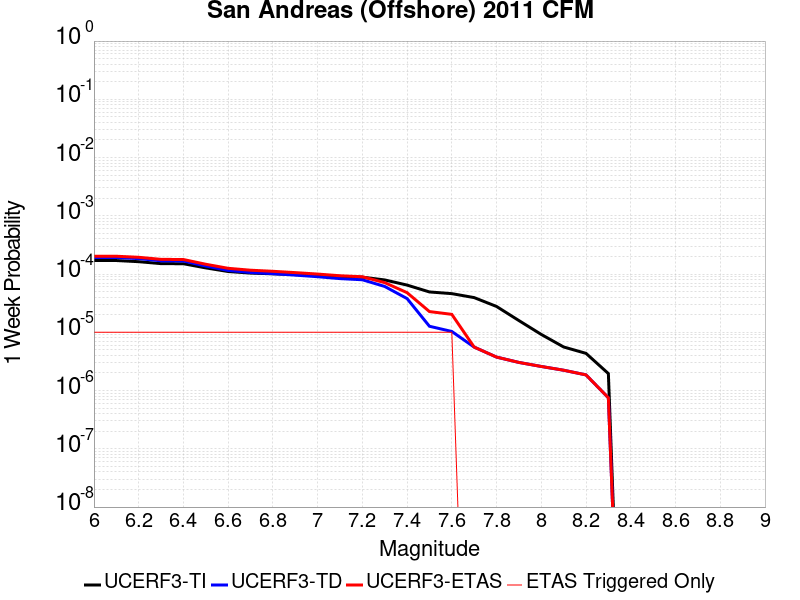 San Andreas (Offshore) 2011 CFM
10^0
10^-1
10^-2
10^-3
10^-4
10^-5
10^-6
10^-7
10^-8
1 Week Probability
6 6.2 6.4 6.6 6.8 7 7.2 7.4 7.6 7.8 8 8.2 8.4 8.6 8.8 9
Magnitude
UCERF3-TI UCERF3-TD UCERF3-ETAS ETAS Triggered Only